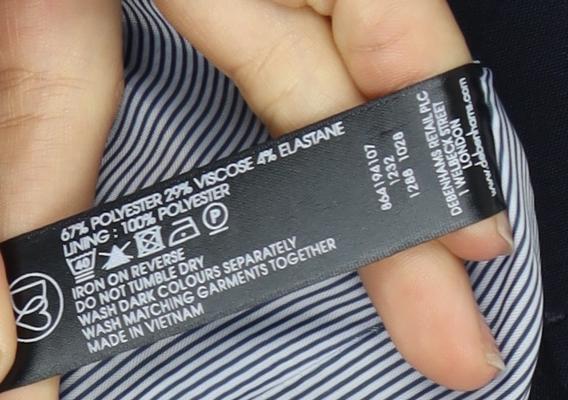 67% POLYESTER 29% VISCOSE 4% ELASTANE
LINING : 100% POLYESTER
40 P
IRON ON REVERSE
DO NOT TUMBLE DRY
WASH DARK COLOURS SEPARATELY
WASH MATCHING GARMENTS TOGETHER
MADE IN VIETNAM
864194107
1232
1288 1028
DEBENHAMS RETAIL PLC
1 WELBECK STREET
LONDON
www.debenhams.com